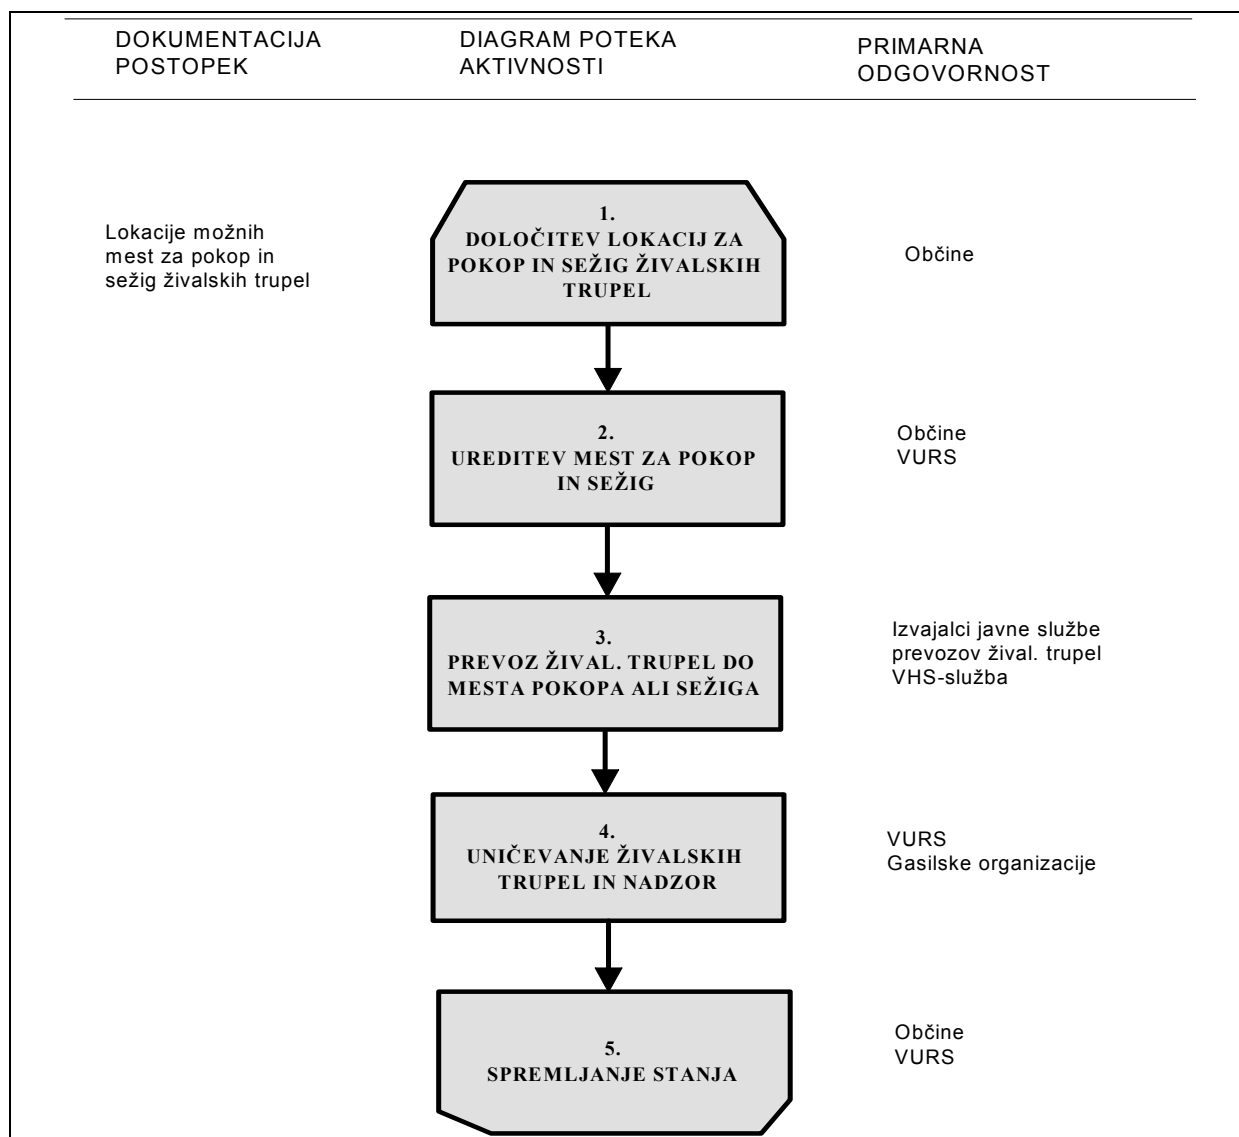 DOKUMENTACIJA
POSTOPEK
DIAGRAM POTEKA
AKTIVNOSTI
PRIMARNA
ODGOVORNOST
Lokacije možnih
mest za pokop in
sežig živalskih trupel
1.
DOLOČITEV LOKACIJ ZA
POKOP IN SEŽIG ŽIVALSKIH
TRUPEL
Občine
2.
UREDITEV MEST ZA POKOP
IN SEŽIG
Občine
VURS
3.
PREVOZ ŽIVAL. TRUPEL DO
MESTA POKOPA ALI SEŽIGA
Izvajalci javne službe
prevozov žival. trupel
VHS-služba
4.
UNIČEVANJE ŽIVALSKIH
TRUPEL IN NADZOR
VURS
Gasilske organizacije
5.
SPREMLJANJE STANJA
Občine
VURS